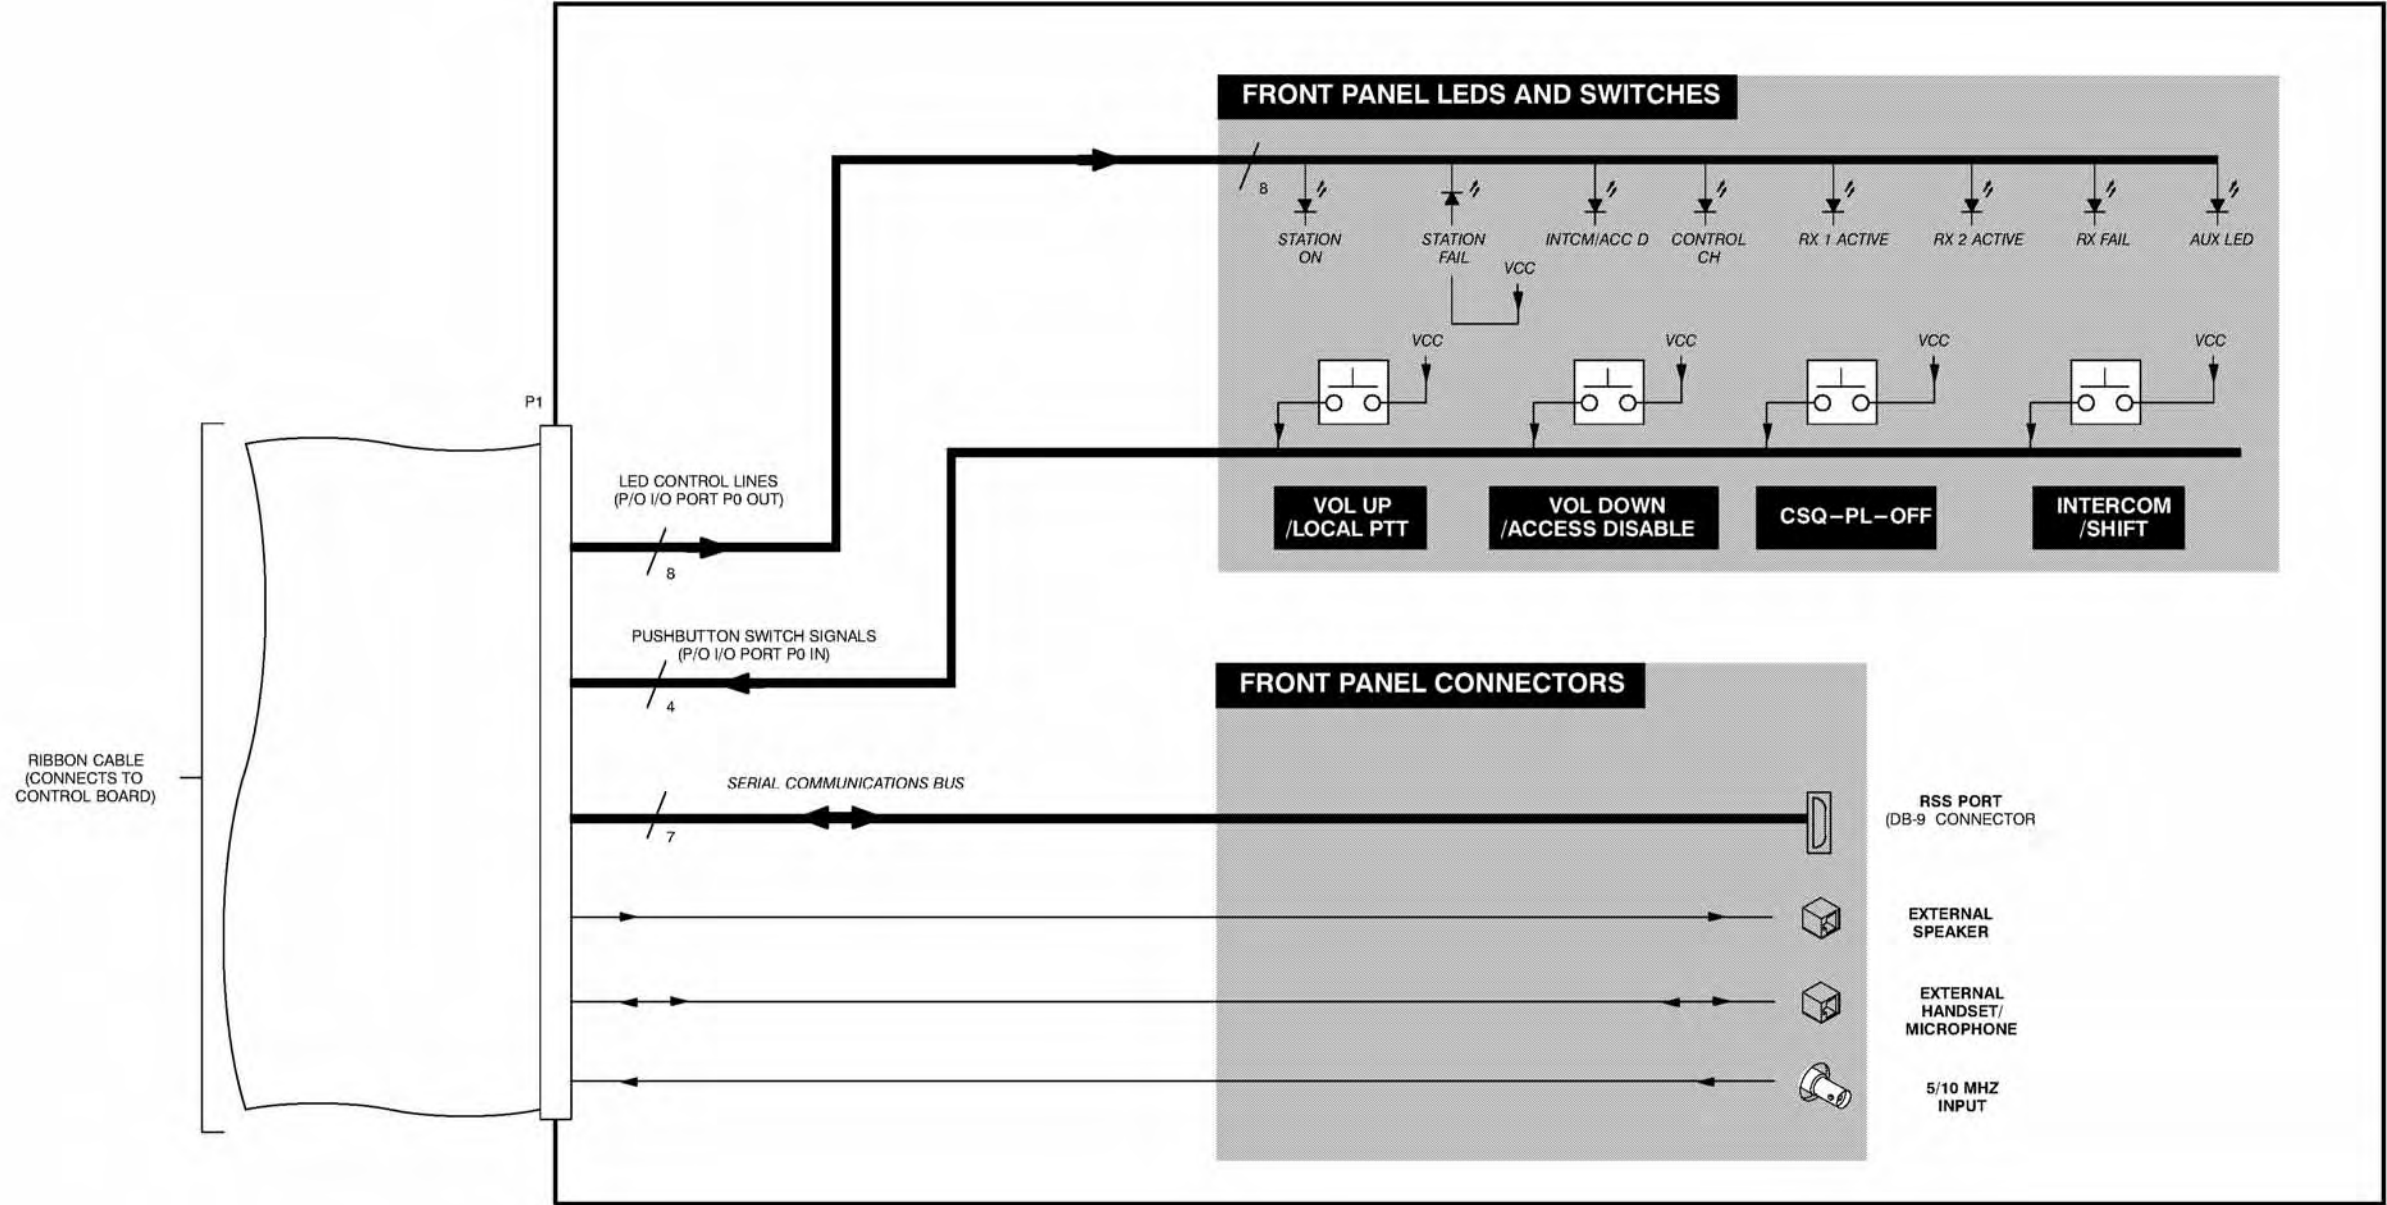 FRONT PANEL LEDS AND SWITCHES
8
STATION
ON
STATION
FAIL
INTCM/ACC D
CONTROL
CH
RX 1 ACTIVE
RX 2 ACTIVE
RX FAIL
AUX LED
VCC
VCC
VCC
VCC
VCC
P1
LED CONTROL LINES
(P/O I/O PORT P0 OUT)
8
VOL UP
/LOCAL PTT
VOL DOWN
/ACCESS DISABLE
CSQ–PL–OFF
INTERCOM
/SHIFT
PUSHBUTTON SWITCH SIGNALS
(P/O I/O PORT P0 IN)
4
FRONT PANEL CONNECTORS
RIBBON CABLE
(CONNECTS TO
CONTROL BOARD)
SERIAL COMMUNICATIONS BUS
7
RSS PORT
(DB-9 CONNECTOR
EXTERNAL
SPEAKER
EXTERNAL
HANDSET/
MICROPHONE
5/10 MHZ
INPUT